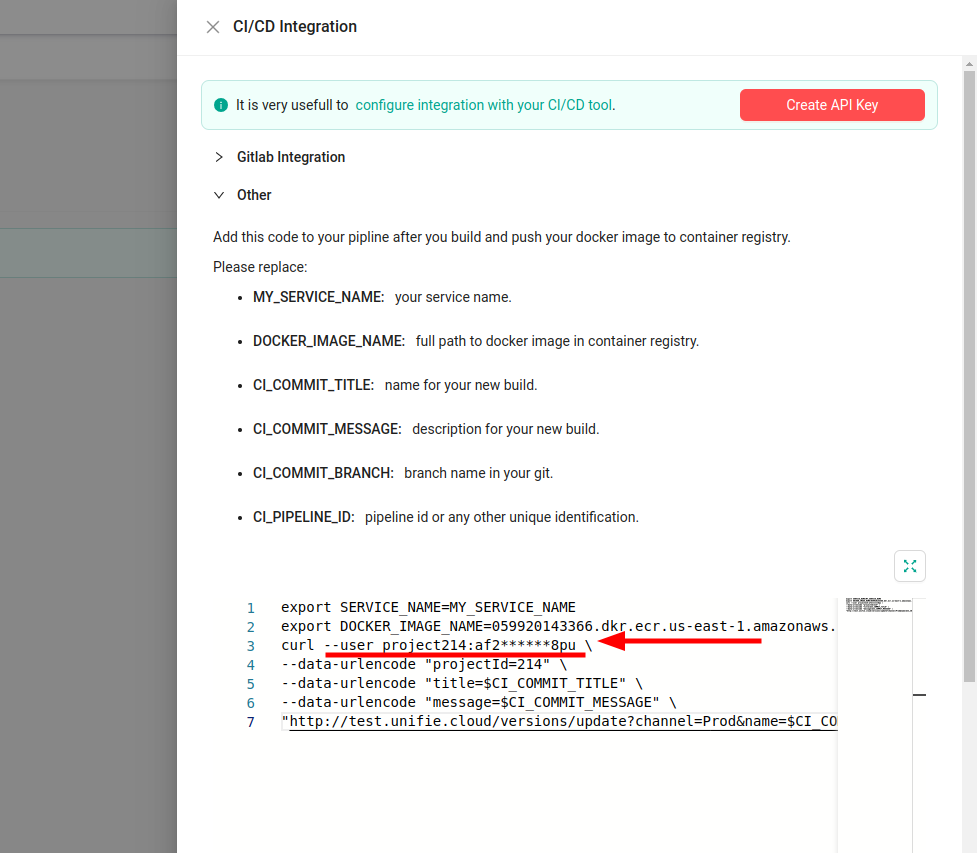 CI/CD Integration
It is very usefull to configure integration with your CI/CD tool.
Create API Key
Gitlab Integration
Other
Add this code to your pipline after you build and push your docker image to container registry.
Please replace:
• MY_SERVICE_NAME: your service name.
• DOCKER_IMAGE_NAME: full path to docker image in container registry.
• CI_COMMIT_TITLE: name for your new build.
• CI_COMMIT_MESSAGE: description for your new build.
• CI_COMMIT_BRANCH: branch name in your git.
• CI_PIPELINE_ID: pipeline id or any other unique identification.
1 export SERVICE_NAME=MY_SERVICE_NAME
2 export DOCKER_IMAGE_NAME=059920143366.dkr.ecr.us-east-1.amazonaws.
3 curl --user project214:af2******8pu \
4 --data-urlencode "projectId=214" \
5 --data-urlencode "title=$CI_COMMIT_TITLE" \
6 --data-urlencode "message=$CI_COMMIT_MESSAGE" \
7 "http://test.unifie.cloud/versions/update?channel=Prod&name=$CI_CO